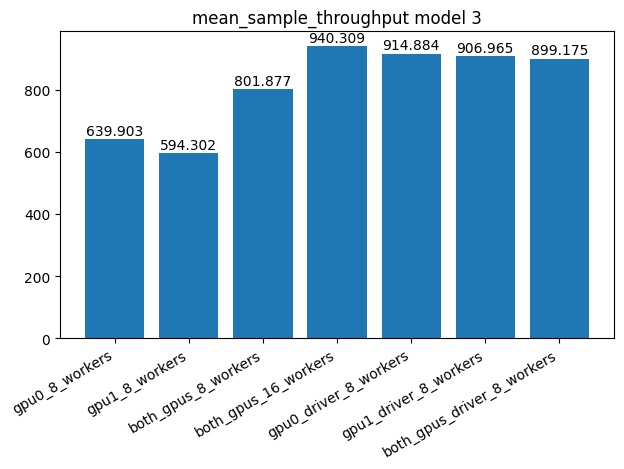 mean_sample_throughput model 3
940.309
914.884
906.965
899.175
801.877
639.903
594.302
800
600
400
200
0
gpu0_8_workers
gpu1_8_workers
both_gpus_8_workers
both_gpus_16_workers
gpu0_driver_8_workers
gpu1_driver_8_workers
both_gpus_driver_8_workers